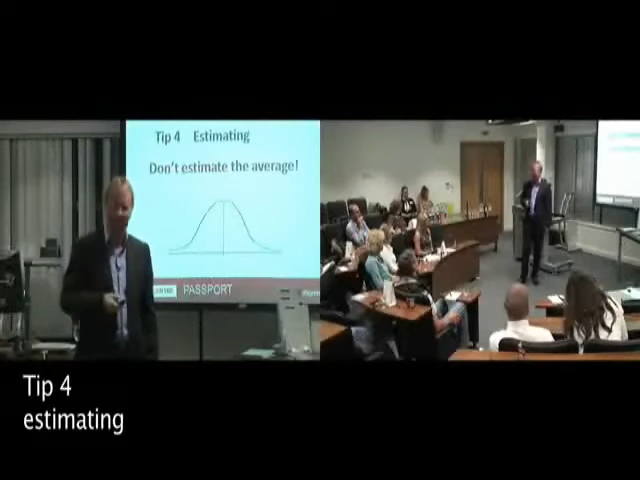 Tip 4 Estimating
Don't estimate the average!
PASSPORT
Tip 4
estimating